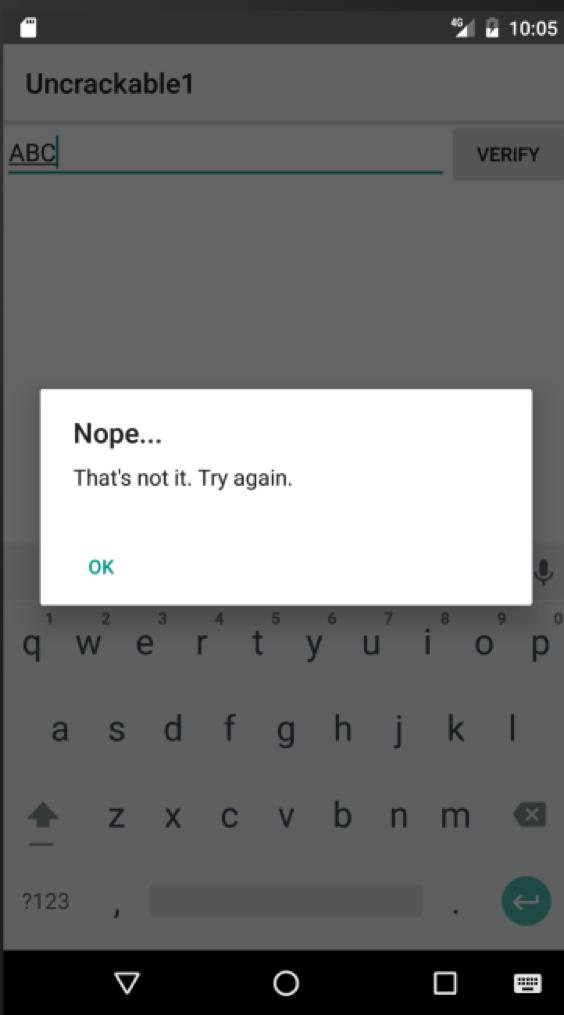 4G 10:05
Uncrackable1
ABC VERIFY
Nope...
That's not it. Try again.
OK
1 2 3 4 5 6 7 8 9 0
q w e r t y u i o p
a s d f g h j k l
z x c v b n m
?123 , .